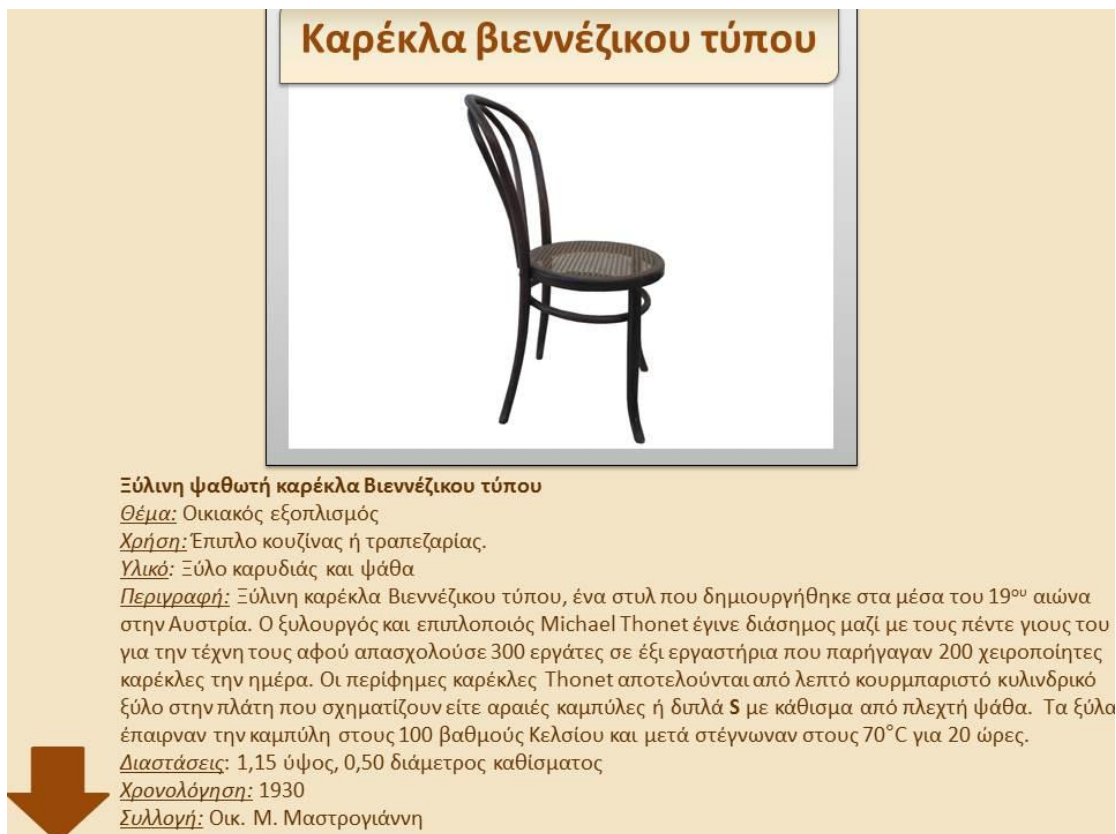 Καρέκλα βιεννέζικου τύπου
Ξύλινη ψαθωτή καρέκλα Βιεννέζικου τύπου
Θέμα: Οικιακός εξοπλισμός
Χρήση: Έπιπλο κουζίνας ή τραπεζαρίας.
Υλικό: Ξύλο καρυδιάς και ψάθα
Περιγραφή: Ξύλινη καρέκλα Βιεννέζικου τύπου, ένα στυλ που δημιουργήθηκε στα μέσα του 19ου αιώνα
στην Αυστρία. Ο ξυλουργός και επιπλοποιός Michael Thonet έγινε διάσημος μαζί με τους πέντε γιους του
για την τέχνη τους αφού απασχολούσε 300 εργάτες σε έξι εργαστήρια που παρήγαγαν 200 χειροποίητες
καρέκλες την ημέρα. Οι περίφημες καρέκλες Thonet αποτελούνται από λεπτό κουρμπαριστό κυλινδρικό
ξύλο στην πλάτη που σχηματίζουν είτε αραιές καμπύλες ή διπλά S με κάθισμα από πλεχτή ψάθα. Τα ξύλα
έπαιρναν την καμπύλη στους 100 βαθμούς Κελσίου και μετά στέγνωναν στους 70°C για 20 ώρες.
Διαστάσεις: 1,15 ύψος, 0,50 διάμετρος καθίσματος
Χρονολόγηση: 1930
Συλλογή: Οικ. Μ. Μαστρογιάννη